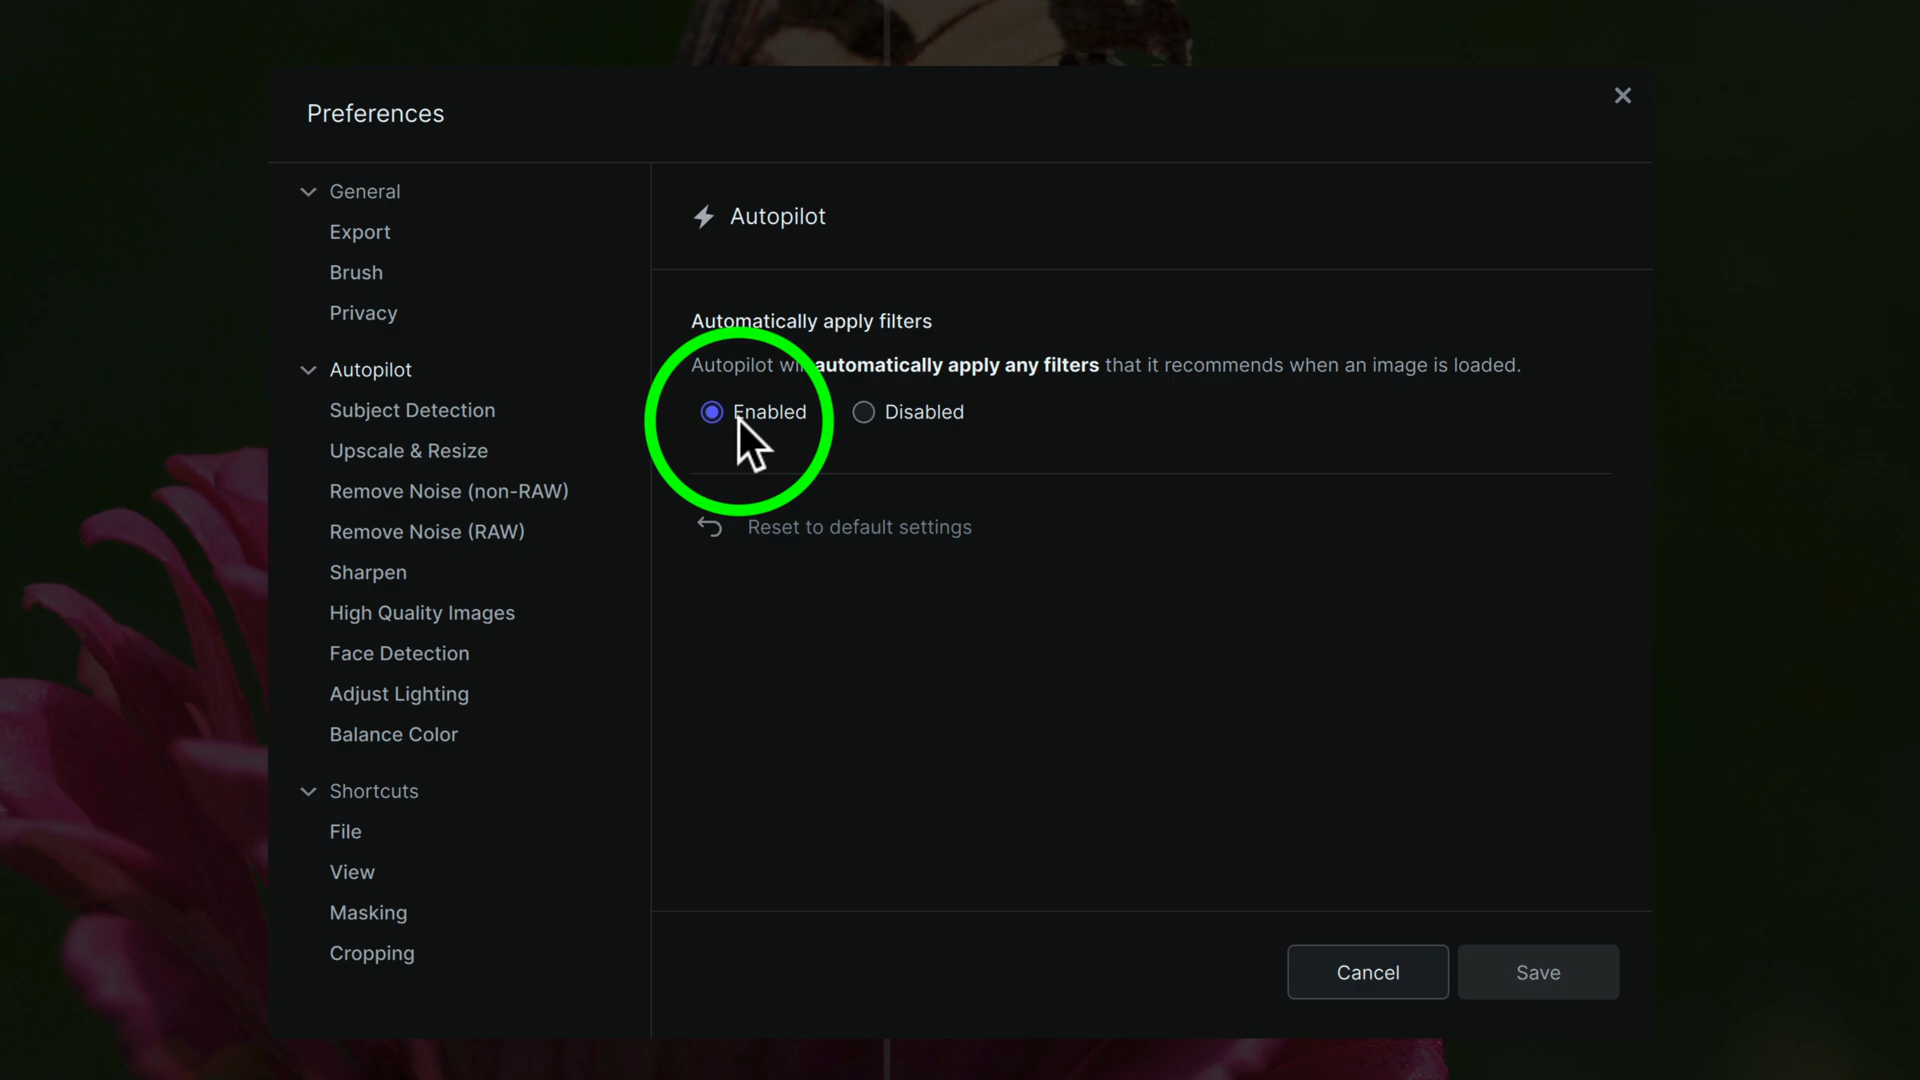 Preferences
General
Export
Brush
Privacy
Autopilot
Subject Detection
Upscale & Resize
Remove Noise (non-RAW)
Remove Noise (RAW)
Sharpen
High Quality Images
Face Detection
Adjust Lighting
Balance Color
Shortcuts
File
View
Masking
Cropping
Autopilot
Automatically apply filters
Autopilot will automatically apply any filters that it recommends when an image is loaded.
Enabled Disabled
Reset to default settings
Cancel Save